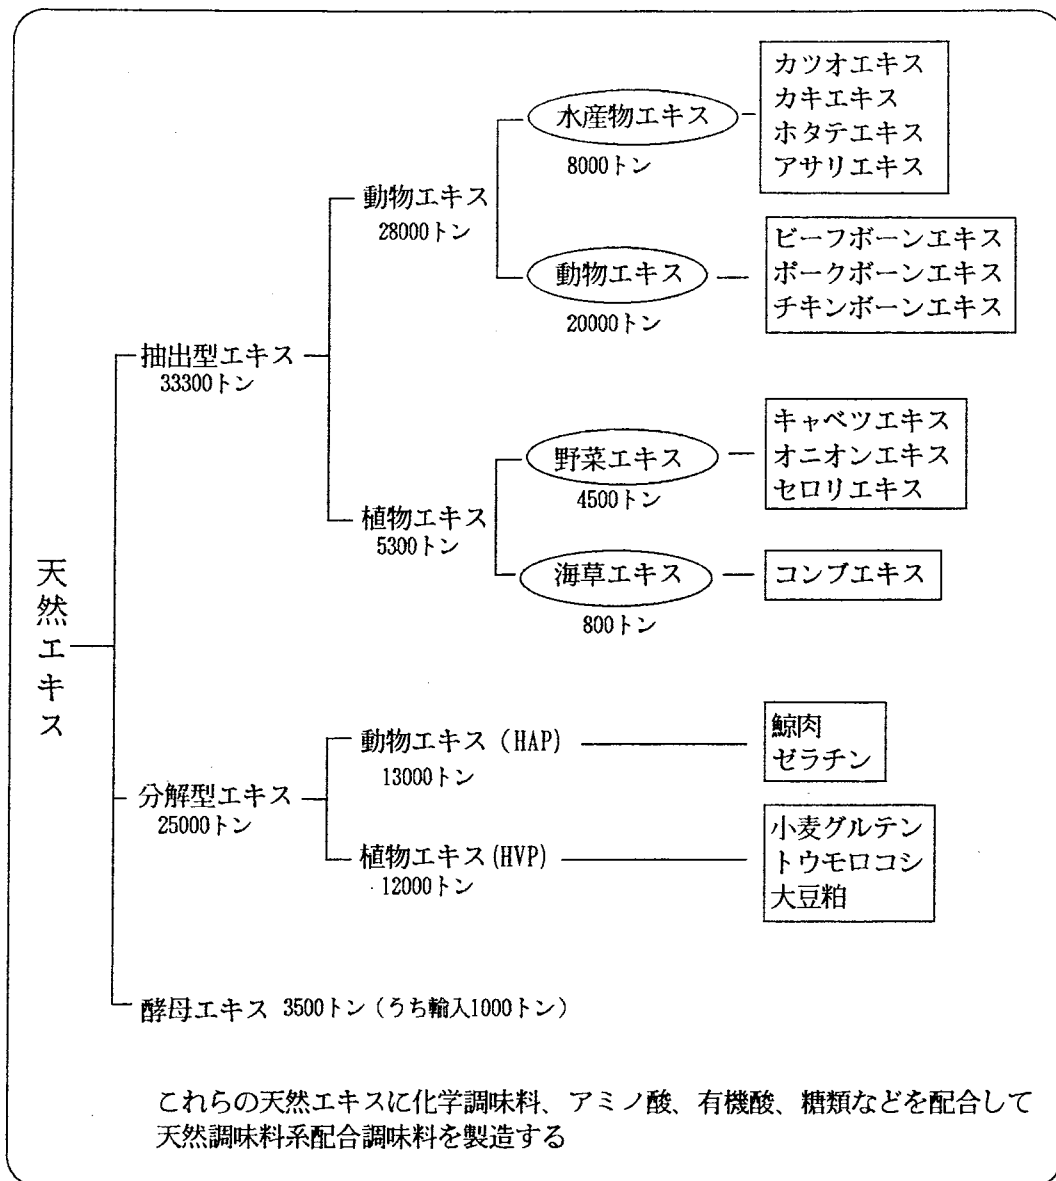 カツオエキス
カキエキス
ホタテエキス
アサリエキス
水産物エキス
8000トン
動物エキス
28000トン
ビーフボーンエキス
ポークボーンエキス
チキンボーンエキス
動物エキス
20000トン
抽出型エキス
33300トン
キャベツエキス
オニオンエキス
セロリエキス
野菜エキス
4500トン
植物エキス
5300トン
海草エキス
800トン
コンブエキス
天然エキス
動物エキス(HAP)
13000トン
鯨肉
ゼラチン
分解型エキス
25000トン
植物エキス(HVP)
12000トン
小麦グルテン
トウモロコシ
大豆粕
酵母エキス 3500トン(うち輸入1000トン)
これらの天然エキスに化学調味料、アミノ酸、有機酸、糖類などを配合して
天然調味料系配合調味料を製造する